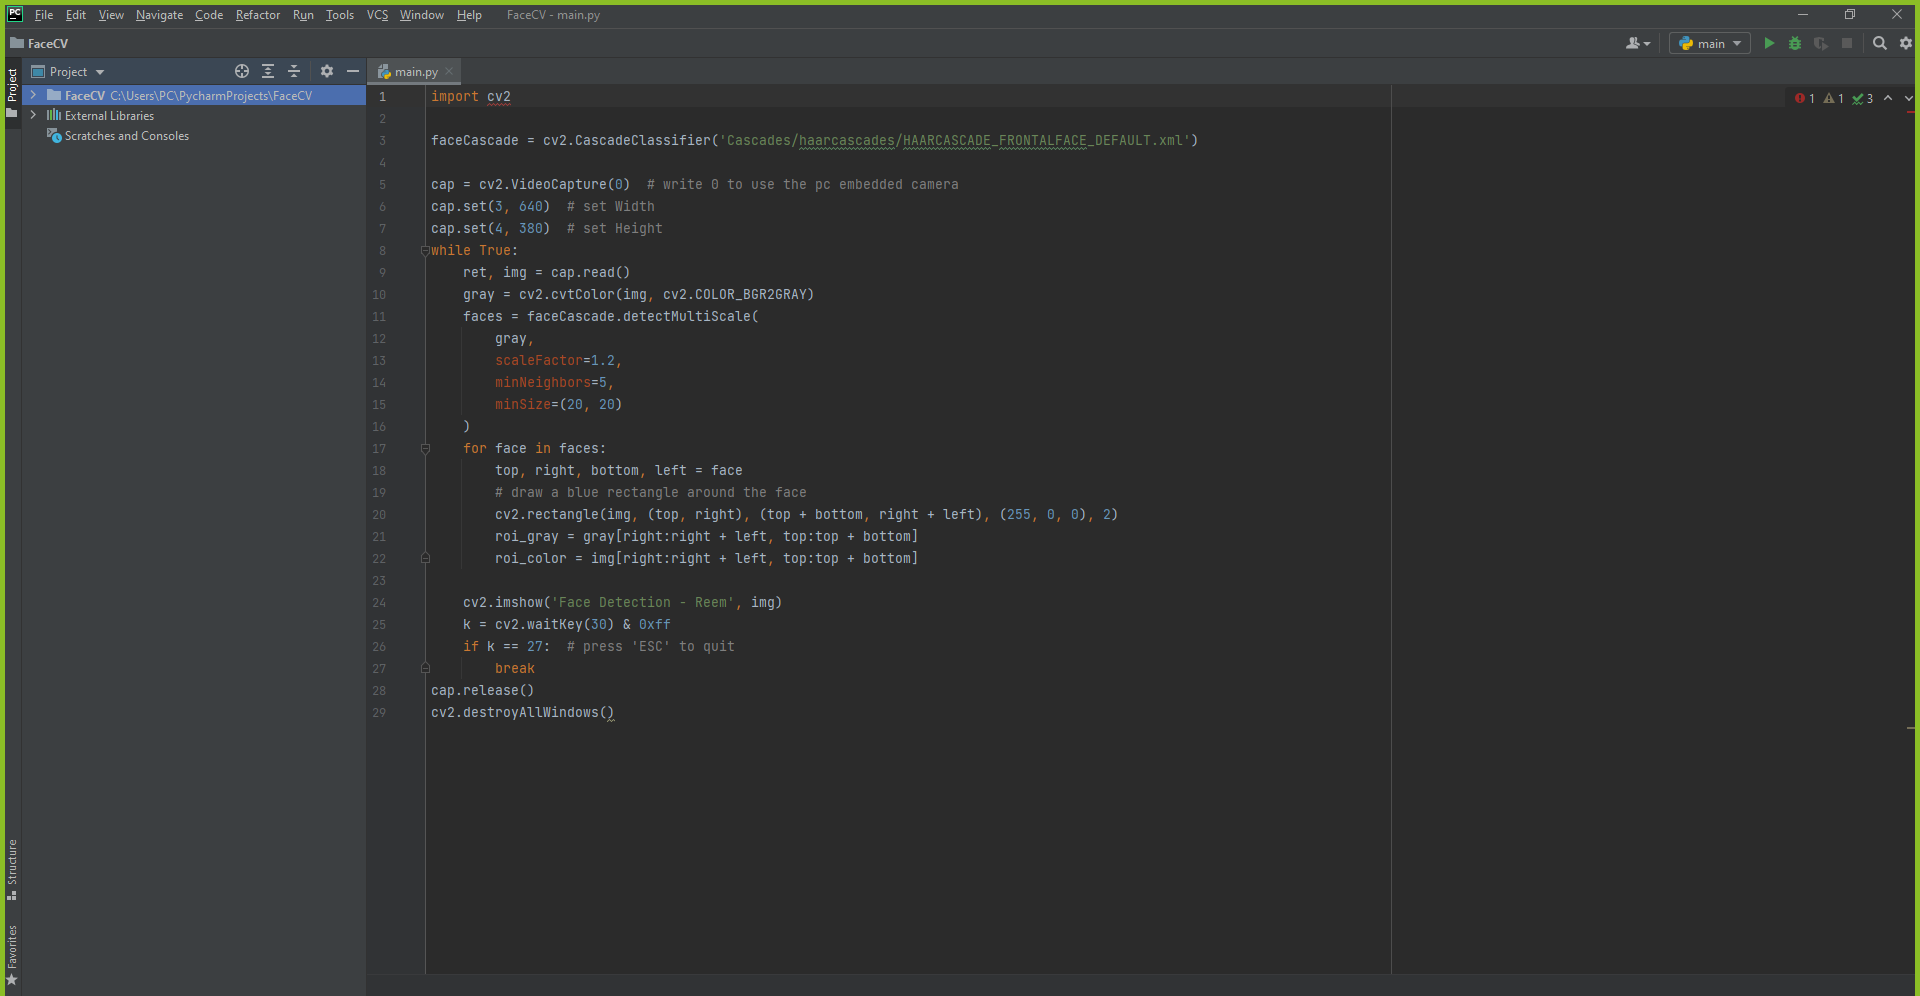 PC File Edit View Navigate Code Refactor Run Tools VCS Window Help FaceCV - main.py
FaceCV main
Project
Project main.py
FaceCV C:\Users\PC\PycharmProjects\FaceCV
External Libraries
Scratches and Consoles
1 import cv2 1 1 3
2
3 faceCascade = cv2.CascadeClassifier('Cascades/haarcascades/HAARCASCADE_FRONTALFACE_DEFAULT.xml')
4
5 cap = cv2.VideoCapture(0)  # write 0 to use the pc embedded camera
6 cap.set(3, 640)  # set Width
7 cap.set(4, 380)  # set Height
8 while True:
9     ret, img = cap.read()
10     gray = cv2.cvtColor(img, cv2.COLOR_BGR2GRAY)
11     faces = faceCascade.detectMultiScale(
12         gray,
13         scaleFactor=1.2,
14         minNeighbors=5,
15         minSize=(20, 20)
16     )
17     for face in faces:
18         top, right, bottom, left = face
19         # draw a blue rectangle around the face
20         cv2.rectangle(img, (top, right), (top + bottom, right + left), (255, 0, 0), 2)
21         roi_gray = gray[right:right + left, top:top + bottom]
22         roi_color = img[right:right + left, top:top + bottom]
23
24     cv2.imshow('Face Detection - Reem', img)
25     k = cv2.waitKey(30) & 0xff
26     if k == 27:  # press 'ESC' to quit
27         break
28 cap.release()
29 cv2.destroyAllWindows()
Structure
Favorites